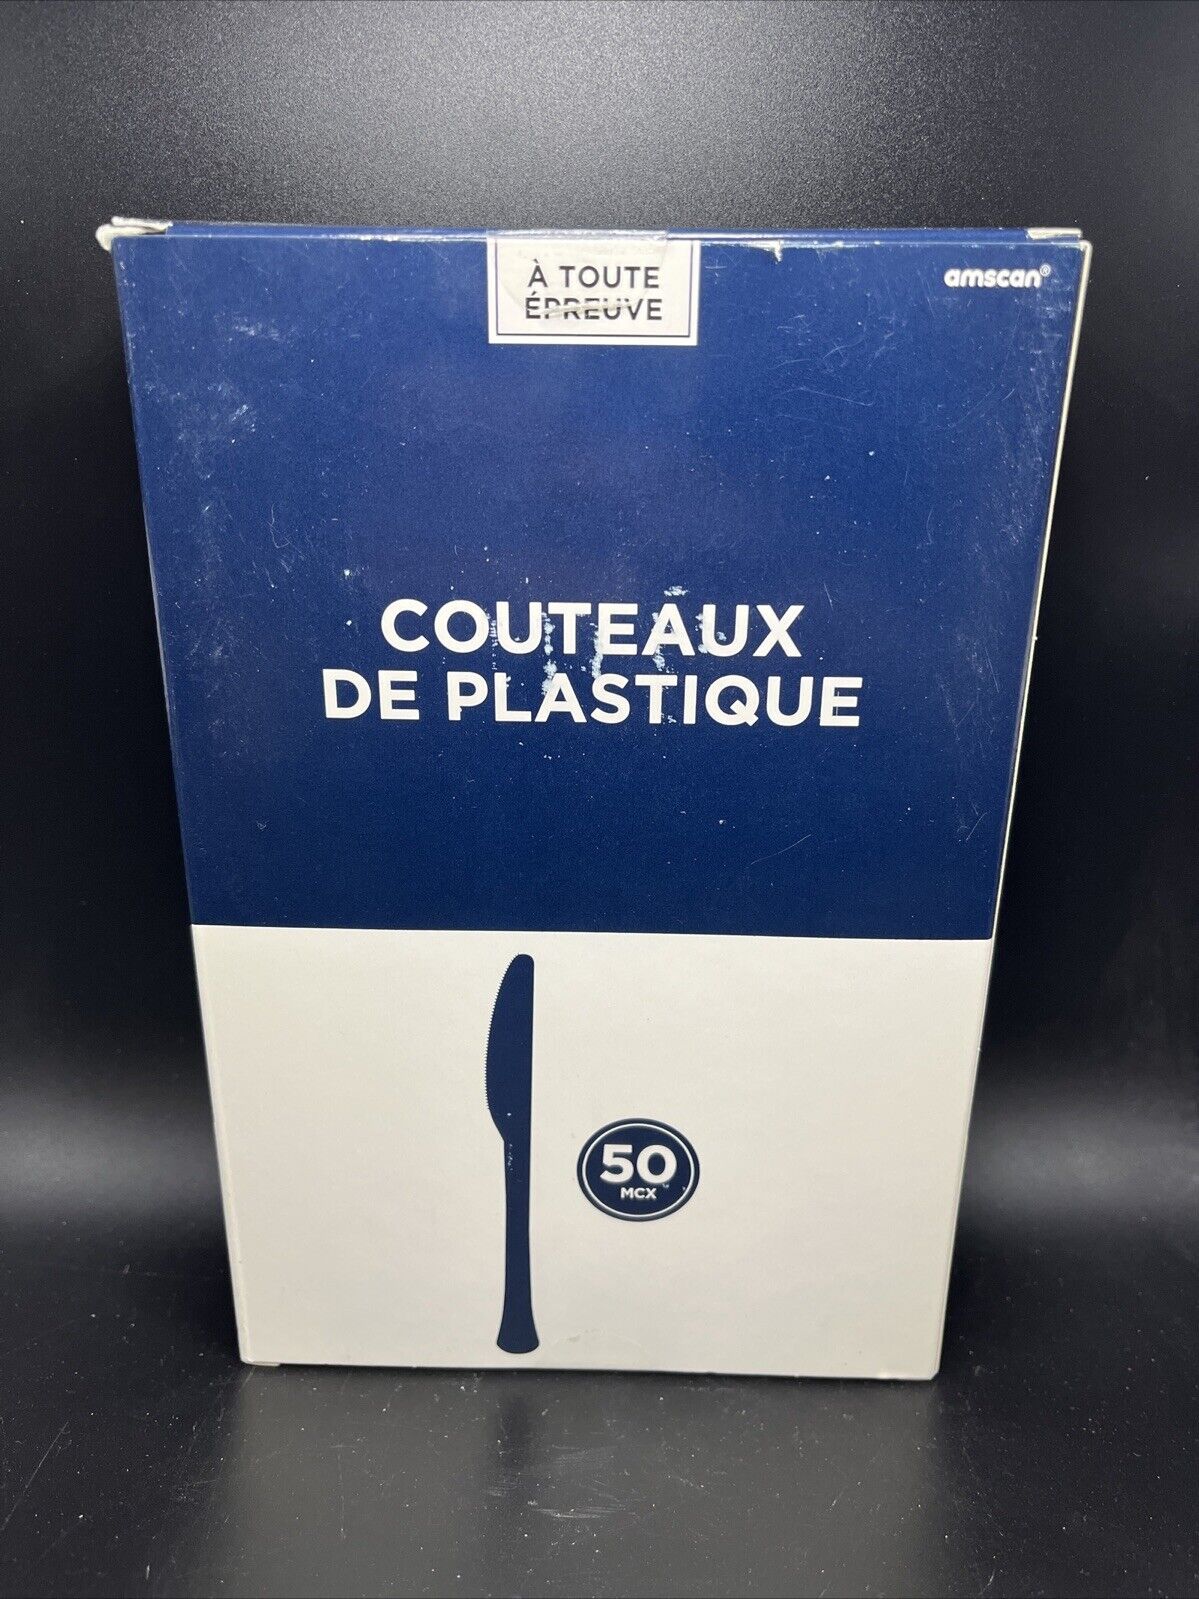 À TOUTE
ÉPREUVE
amscan®
COUTEAUX
DE PLASTIQUE
50
MCX